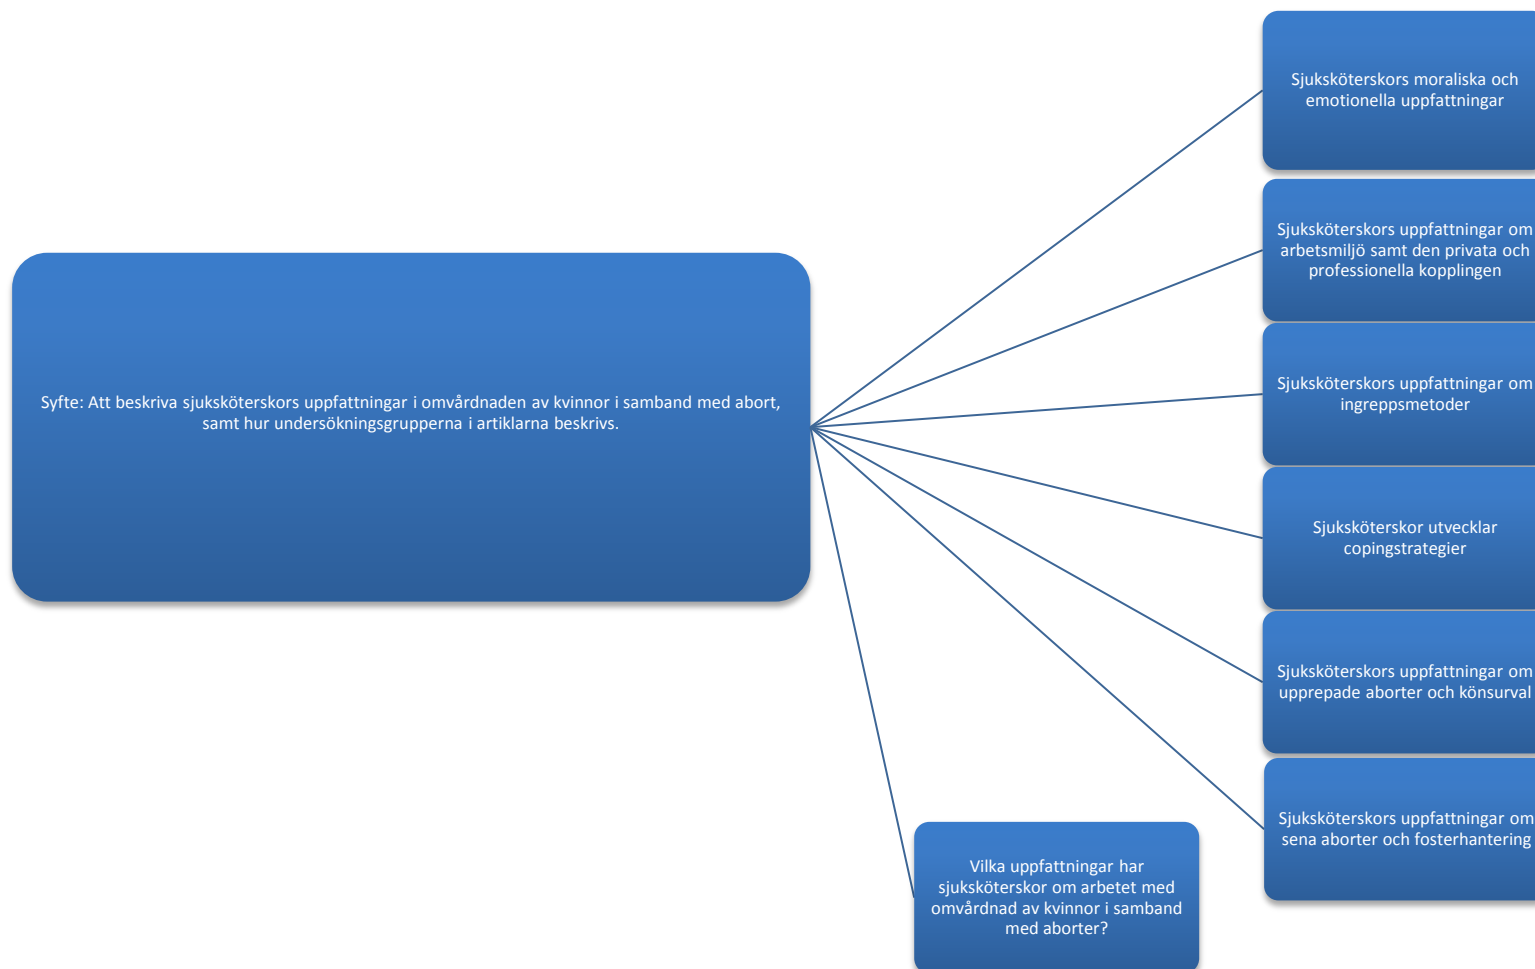 Syfte: Att beskriva sjuksköterskors uppfattningar i omvårdnaden av kvinnor i samband med abort,
samt hur undersökningsgrupperna i artiklarna beskrivs.
Sjuksköterskors moraliska och
emotionella uppfattningar
Sjuksköterskors uppfattningar om
arbetsmiljö samt den privata och
professionella kopplingen
Sjuksköterskors uppfattningar om
ingreppsmetoder
Sjuksköterskor utvecklar
copingstrategier
Sjuksköterskors uppfattningar om
upprepade aborter och könsurval
Sjuksköterskors uppfattningar om
sena aborter och fosterhantering
Vilka uppfattningar har
sjuksköterskor om arbetet med
omvårdnad av kvinnor i samband
med aborter?